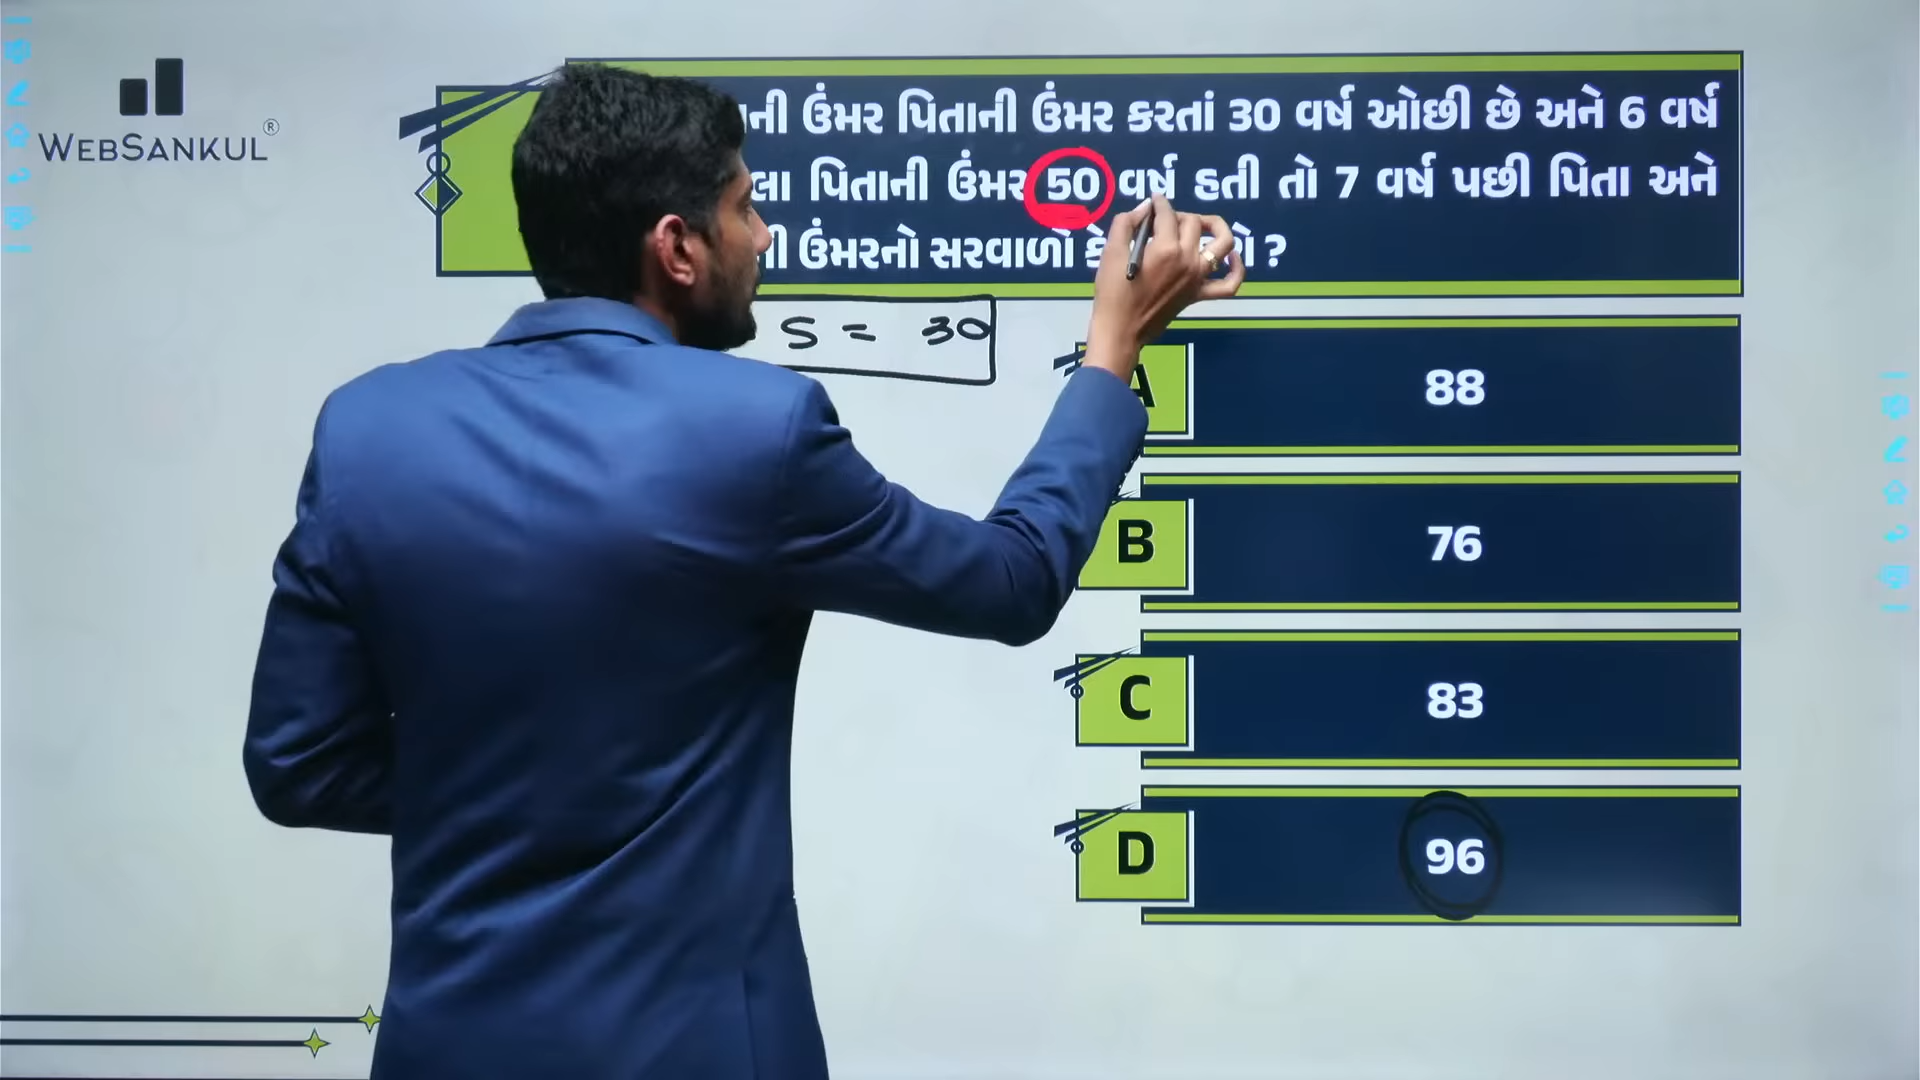 WEBSANKUL®
ની ઉંમર પિતાની ઉંમર કરતાં 30 વર્ષ ઓછી છે અને 6 વર્ષ
પિતાની ઉંમર 50 વર્ષ હતી તો 7 વર્ષ પછી પિતા અને
ઉંમરનો સરવાળો ?
S = 30
A 88
B 76
C 83
D 96